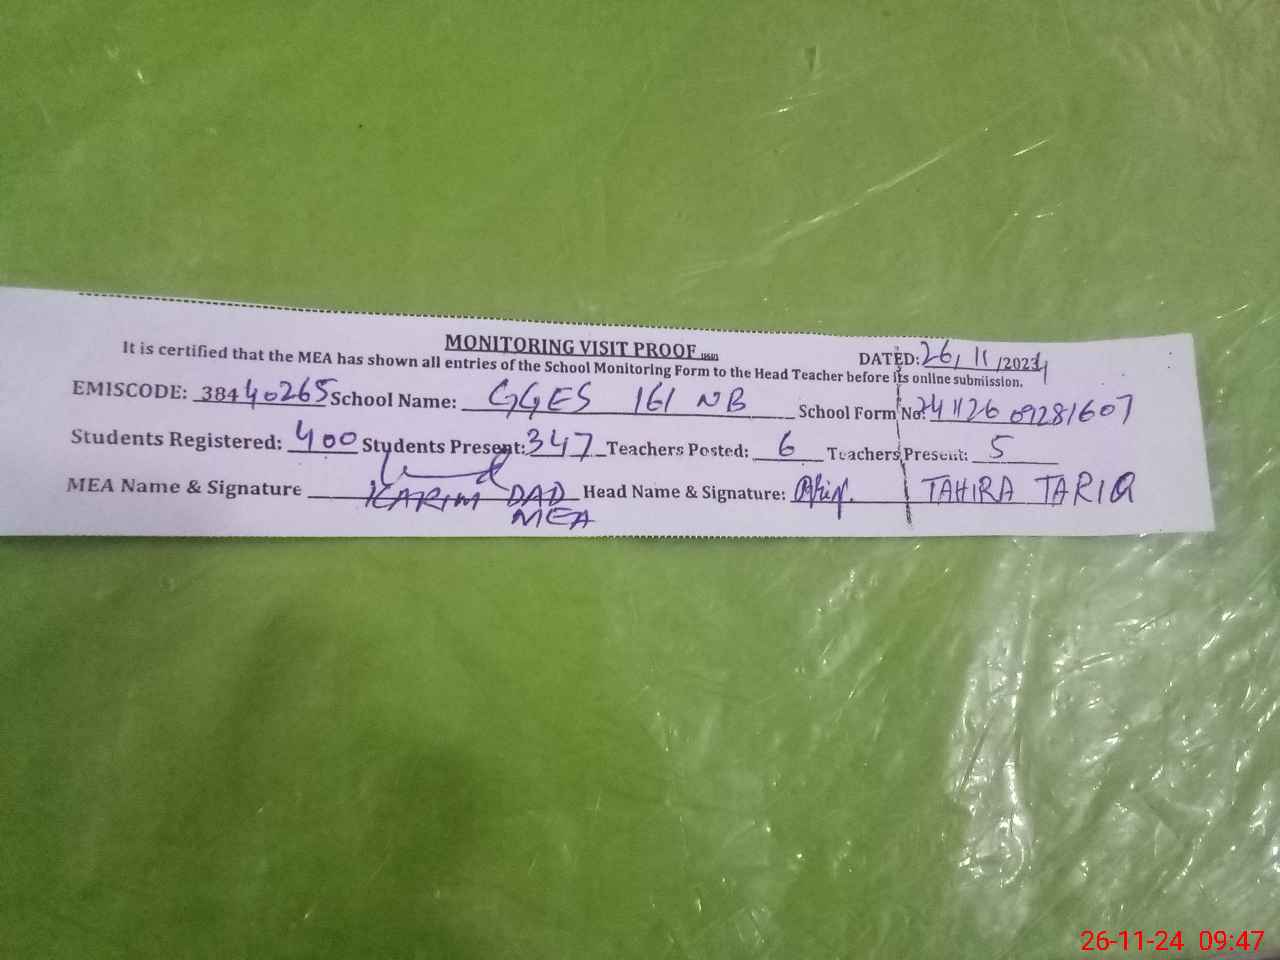 MONITORING VISIT PROOF
DATED: 26/11/2024
It is certified that the MEA has shown all entries of the School Monitoring Form to the Head Teacher before its online submission.
EMISCODE: 38440265 School Name: GGES 161 NB School Form No: 241126 09281607
Students Registered: 400 Students Present: 347 Teachers Posted: 6 Teachers Present: 5
MEA Name & Signature KARIM DAD Head Name & Signature: TAHIRA TARIQ
MEA
26-11-24 09:47